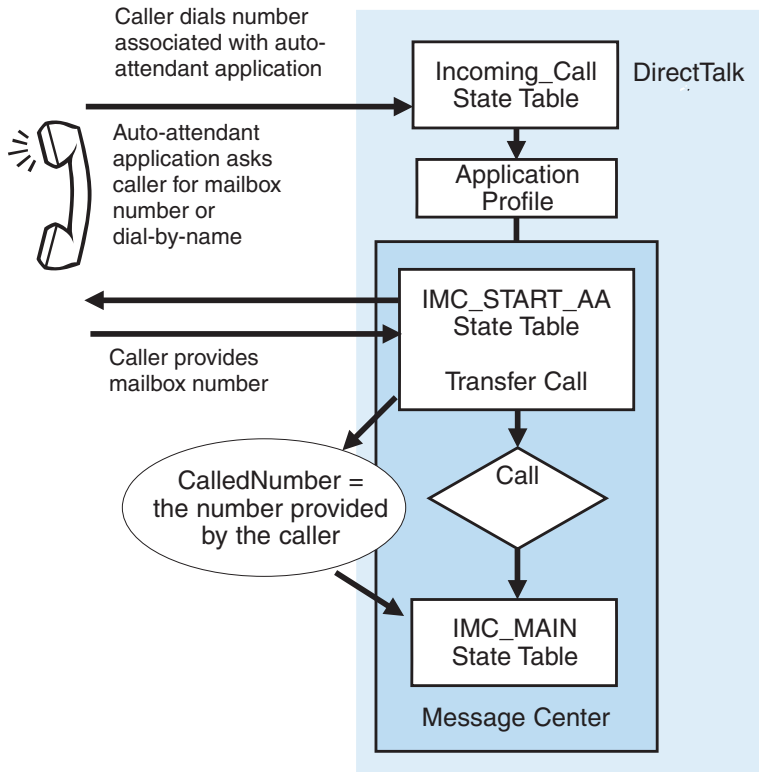 Caller dials number
associated with auto-
attendant application
Incoming_Call
State Table
DirectTalk
Auto-attendant
application asks
caller for mailbox
number or
dial-by-name
Application
Profile
IMC_START_AA
State Table
Transfer Call
Caller provides
mailbox number
CalledNumber =
the number provided
by the caller
Call
IMC_MAIN
State Table
Message Center